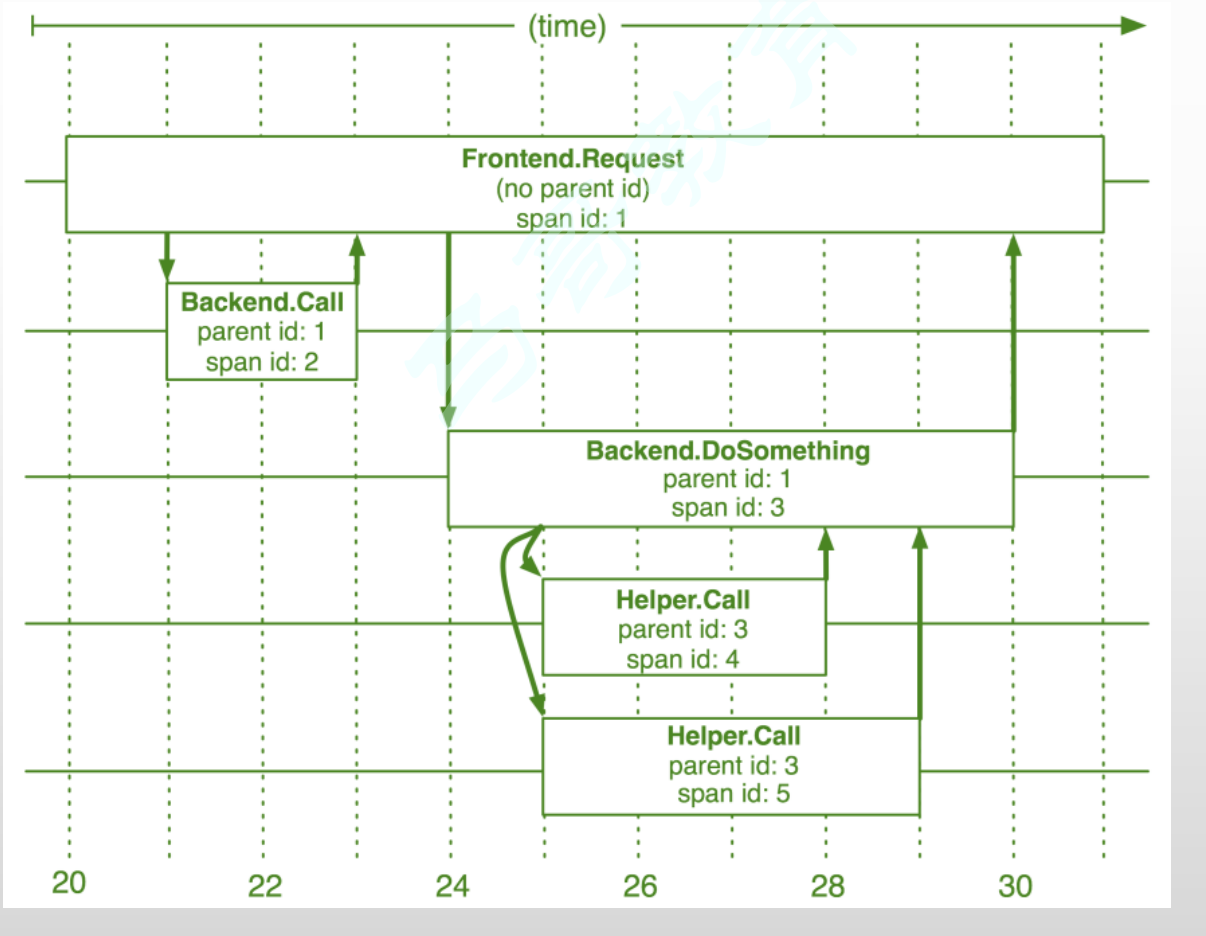 (time)
Frontend.Request
(no parent id)
span id: 1
Backend.Call
parent id: 1
span id: 2
Backend.DoSomething
parent id: 1
span id: 3
Helper.Call
parent id: 3
span id: 4
Helper.Call
parent id: 3
span id: 5
20 22 24 26 28 30